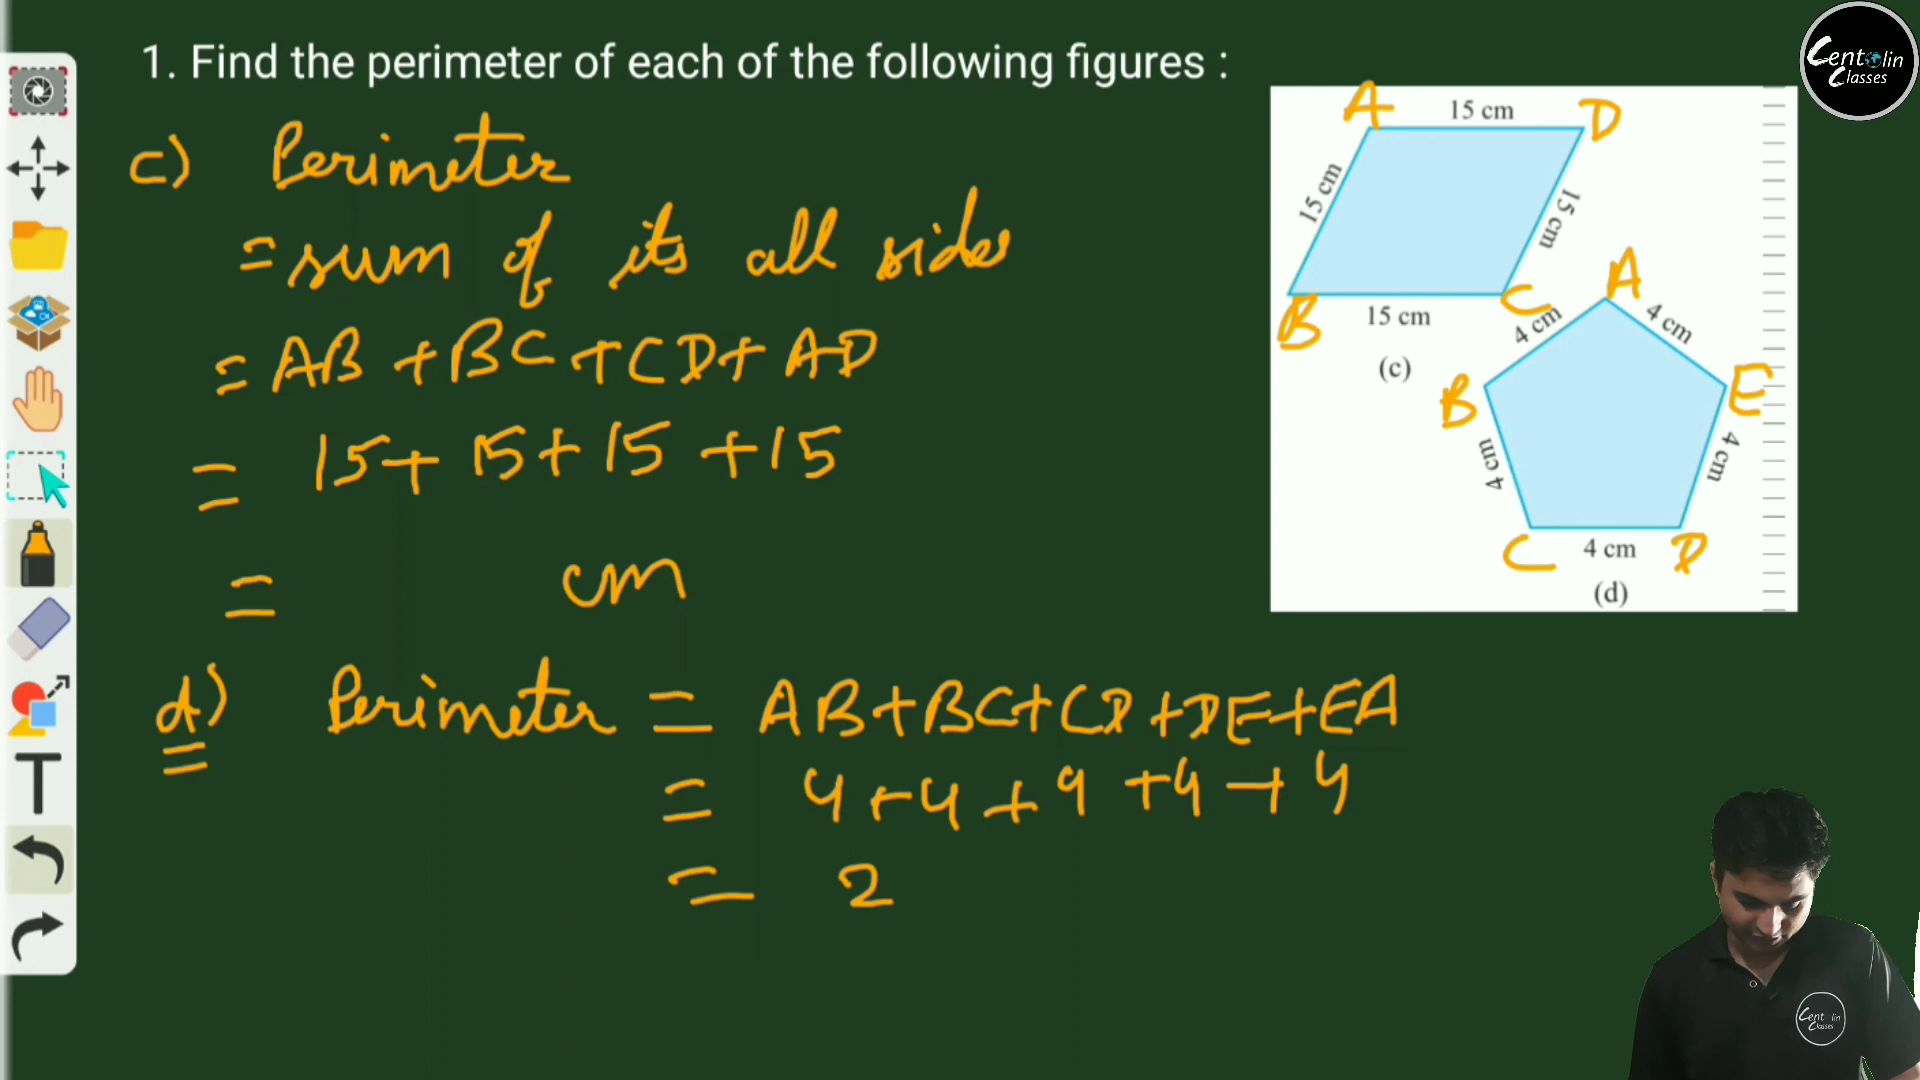 1. Find the perimeter of each of the following figures :
Centolin
Classes
c) Perimeter
= sum of its all sides
= AB + BC + CD + AD
= 15 + 15 + 15 + 15
= cm
A 15 cm D
15 cm
15 cm
B 15 cm C
(c)
A
4 cm
4 cm
B
E
4 cm
4 cm
C 4 cm D
(d)
d) Perimeter = AB+BC+CD+DE+EA
= 4+4+4+4+4
= 2
T
Cent lin
Classes